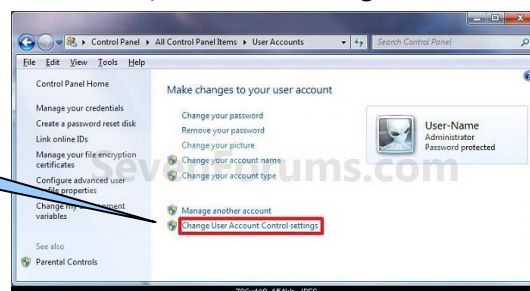 Control Panel ▸ All Control Panel Items ▸ User Accounts
Search Control Panel
File Edit View Tools Help
Control Panel Home
Manage your credentials
Create a password reset disk
Link online IDs
Manage your file encryption
certificates
Configure advanced user
profile properties
Change my environment
variables
See also
Parental Controls
Make changes to your user account
Change your password
Remove your password
Change your picture
Change your account name
Change your account type
Manage another account
Change User Account Control settings
User-Name
Administrator
Password protected
SevenForums.com